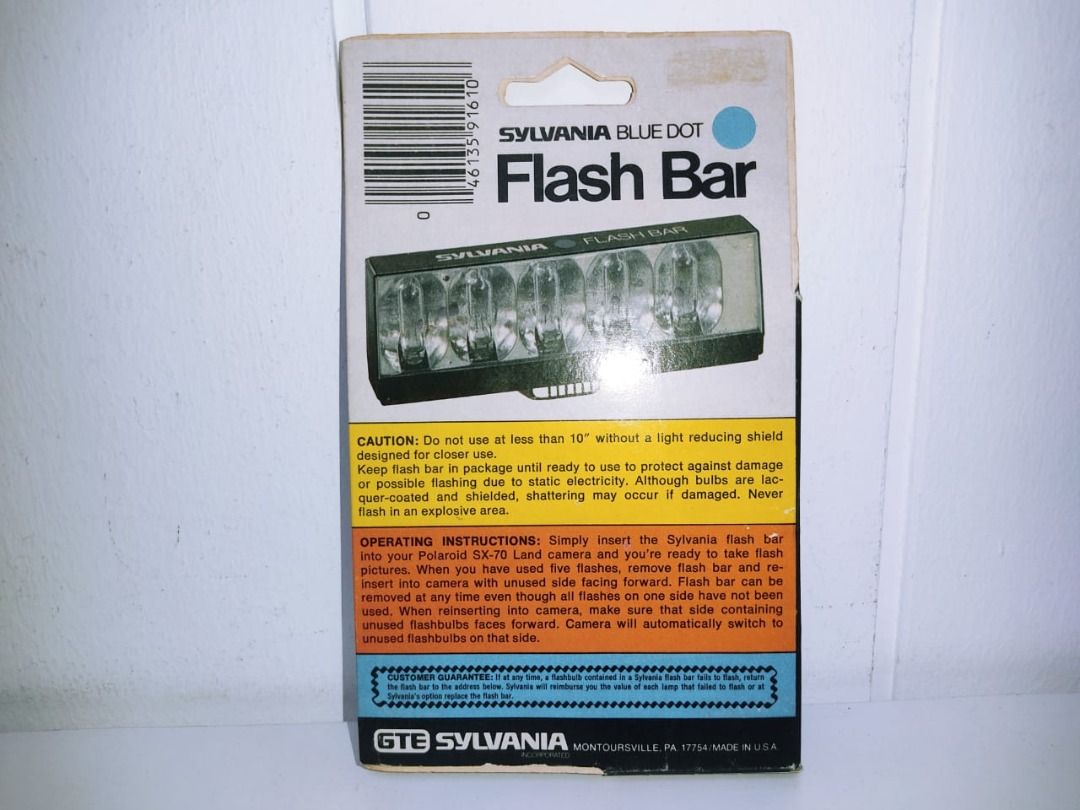 0 46135 91610
SYLVANIA BLUE DOT
Flash Bar
SYLVANIA FLASH BAR
CAUTION: Do not use at less than 10" without a light reducing shield
designed for closer use.
Keep flash bar in package until ready to use to protect against damage
or possible flashing due to static electricity. Although bulbs are lac-
quer-coated and shielded, shattering may occur if damaged. Never
flash in an explosive area.
OPERATING INSTRUCTIONS: Simply insert the Sylvania flash bar
into your Polaroid SX-70 Land camera and you're ready to take flash
pictures. When you have used five flashes, remove flash bar and re-
insert into camera with unused side facing forward. Flash bar can be
removed at any time even though all flashes on one side have not been
used. When reinserting into camera, make sure that side containing
unused flashbulbs faces forward. Camera will automatically switch to
unused flashbulbs on that side.
CUSTOMER GUARANTEE: If at any time, a flashbulb contained in a Sylvania flash bar fails to flash, return
the flash bar to the address below. Sylvania will reimburse you the value of each lamp that failed to flash or at
Sylvania's option replace the flash bar.
GTE SYLVANIA
INCORPORATED
MONTOURSVILLE, PA. 17754/MADE IN U.S.A.